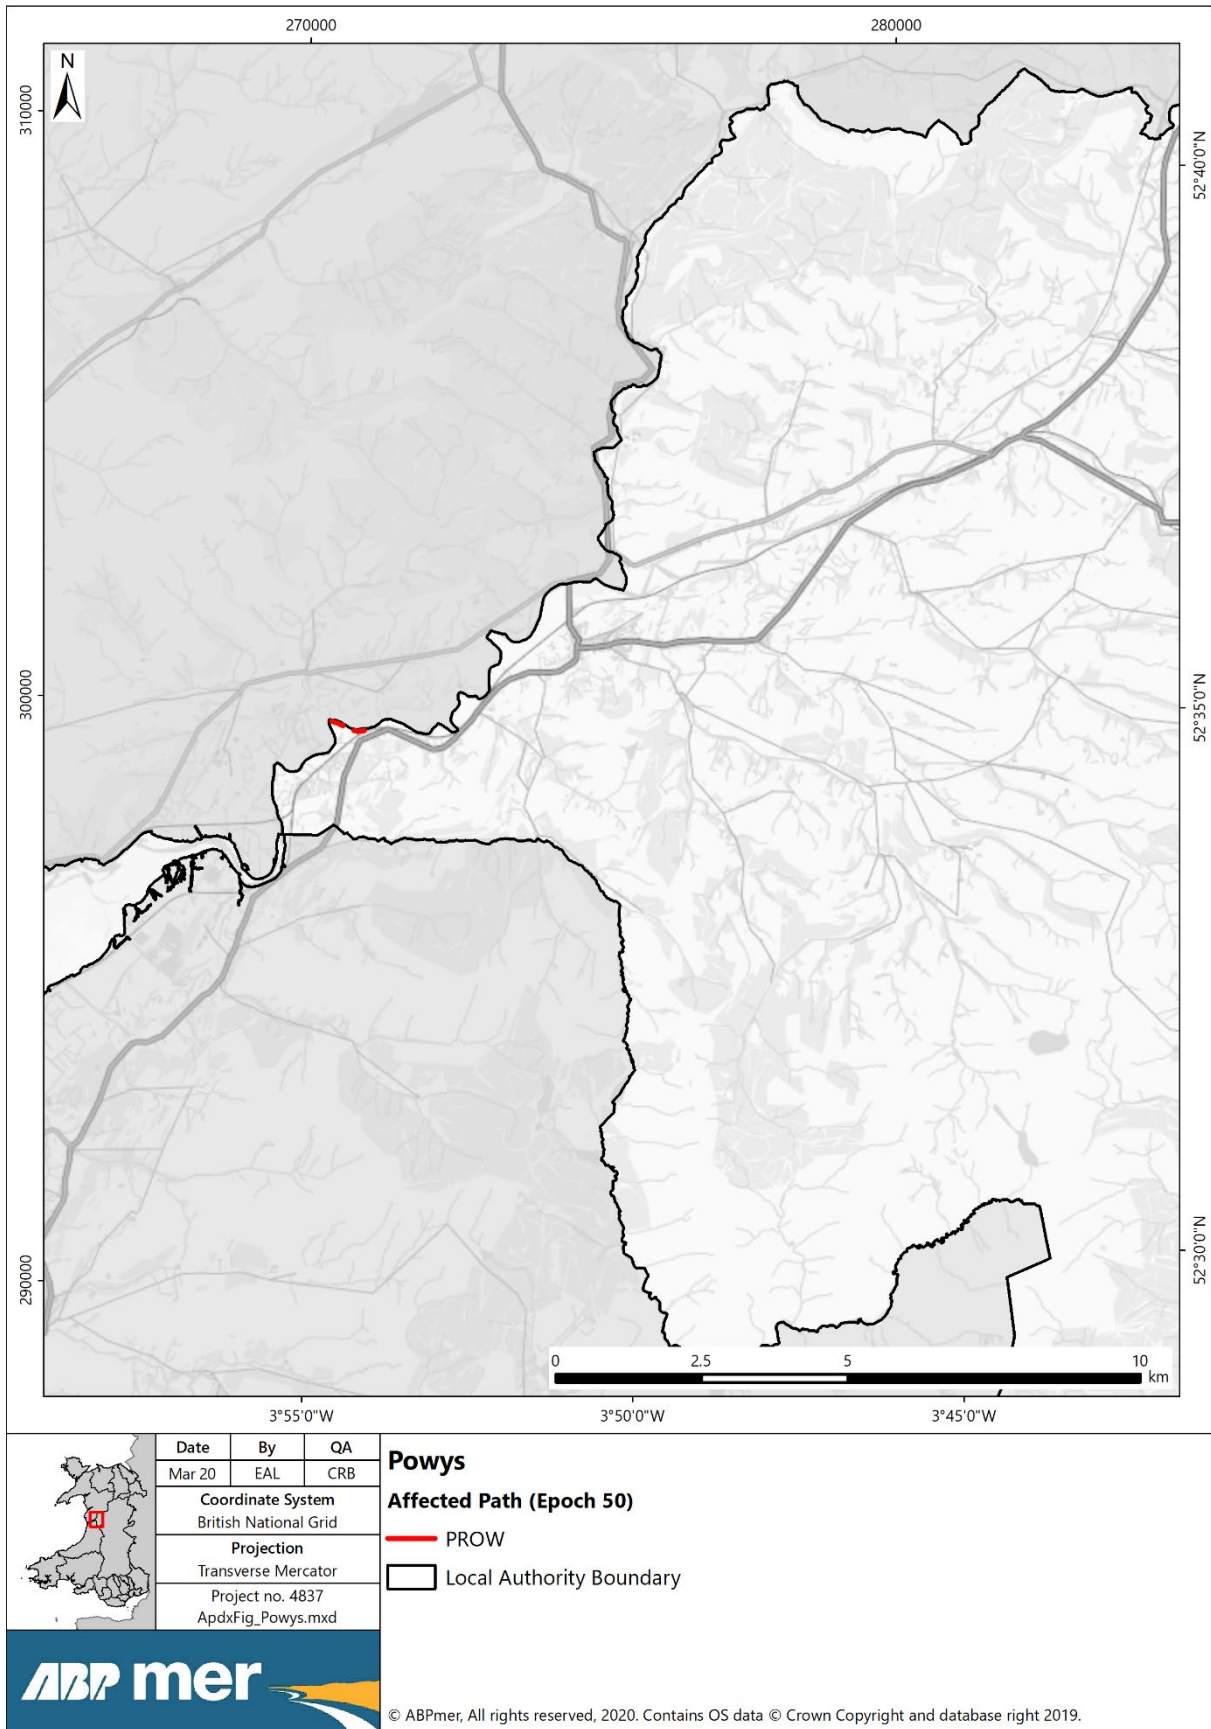 270000
280000
N
310000
300000
290000
52°40'0"N
52°35'0"N
52°30'0"N
0
2.5
5
10
km
3°55'0"W
3°50'0"W
3°45'0"W
Date By QA
Mar 20 EAL CRB
Coordinate System
British National Grid
Projection
Transverse Mercator
Project no. 4837
ApdxFig_Powys.mxd
ABP mer
Powys
Affected Path (Epoch 50)
PROW
Local Authority Boundary
© ABPmer, All rights reserved, 2020. Contains OS data © Crown Copyright and database right 2019.